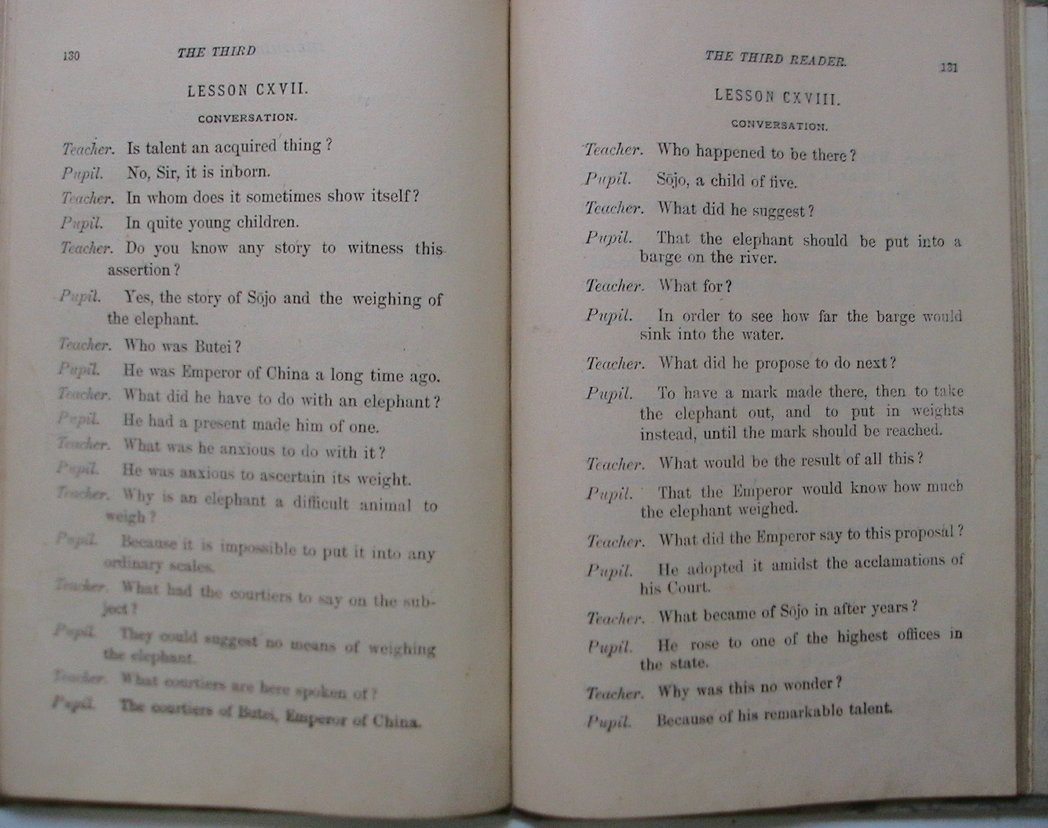 130
THE THIRD
LESSON CXVII.
CONVERSATION.
Teacher. Is talent an acquired thing?
Pupil. No, Sir, it is inborn.
Teacher. In whom does it sometimes show itself?
Pupil. In quite young children.
Teacher. Do you know any story to witness this
assertion?
Pupil. Yes, the story of Sōjo and the weighing of
the elephant.
Teacher. Who was Butei?
Pupil. He was Emperor of China a long time ago.
Teacher. What did he have to do with an elephant?
Pupil. He had a present made him of one.
Teacher. What was he anxious to do with it?
Pupil. He was anxious to ascertain its weight.
Teacher. Why is an elephant a difficult animal to
weigh?
Pupil. Because it is impossible to put it into any
ordinary scales.
Teacher. What had the courtiers to say on the sub-
ject?
Pupil. They could suggest no means of weighing
the elephant.
Teacher. What courtiers are here spoken of?
Pupil. The courtiers of Butei, Emperor of China.
THE THIRD READER.
131
LESSON CXVIII.
CONVERSATION.
Teacher. Who happened to be there?
Pupil. Sōjo, a child of five.
Teacher. What did he suggest?
Pupil. That the elephant should be put into a
barge on the river.
Teacher. What for?
Pupil. In order to see how far the barge would
sink into the water.
Teacher. What did he propose to do next?
Pupil. To have a mark made there, then to take
the elephant out, and to put in weights
instead, until the mark should be reached.
Teacher. What would be the result of all this?
Pupil. That the Emperor would know how much
the elephant weighed.
Teacher. What did the Emperor say to this proposal?
Pupil. He adopted it amidst the acclamations of
his Court.
Teacher. What became of Sōjo in after years?
Pupil. He rose to one of the highest offices in
the state.
Teacher. Why was this no wonder?
Pupil. Because of his remarkable talent.